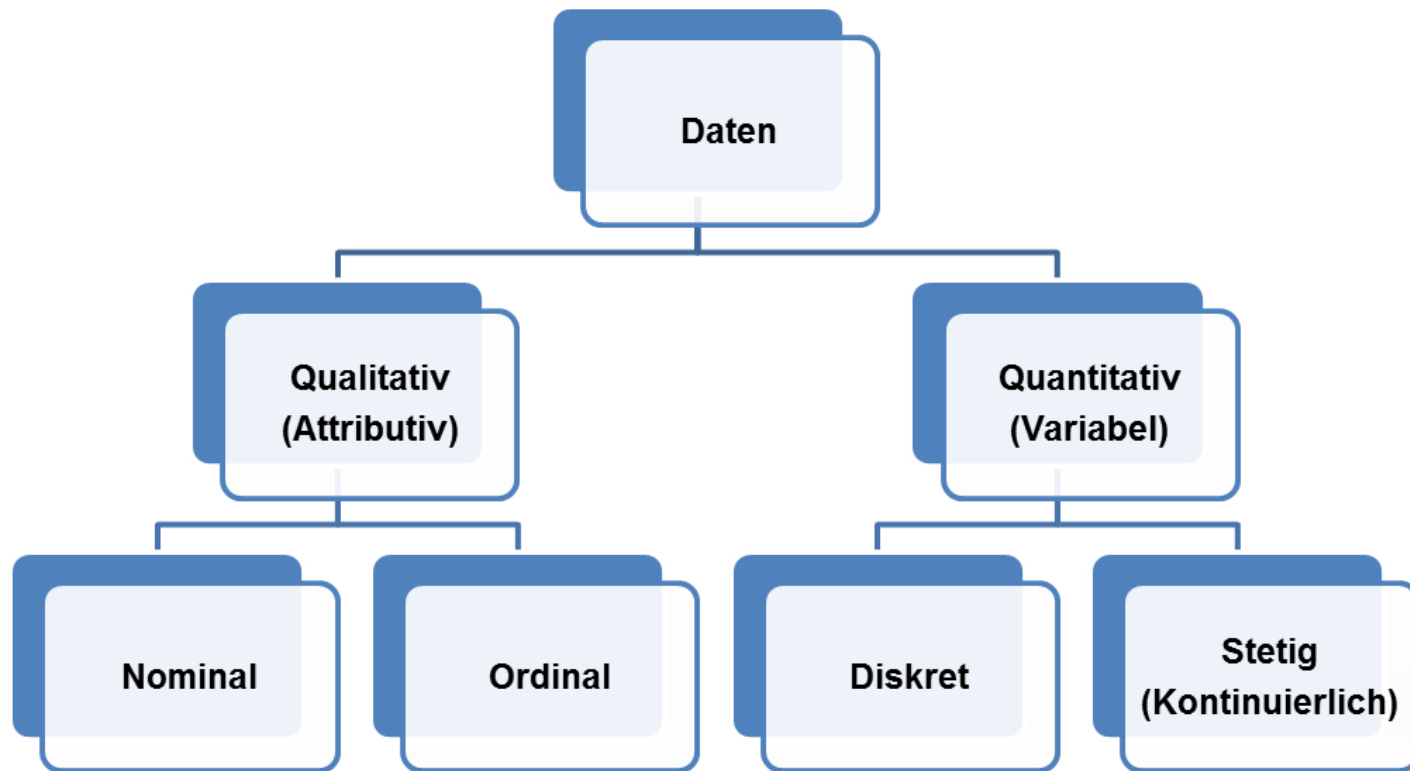 Daten
Qualitativ
(Attributiv)
Quantitativ
(Variabel)
Nominal
Ordinal
Diskret
Stetig
(Kontinuierlich)